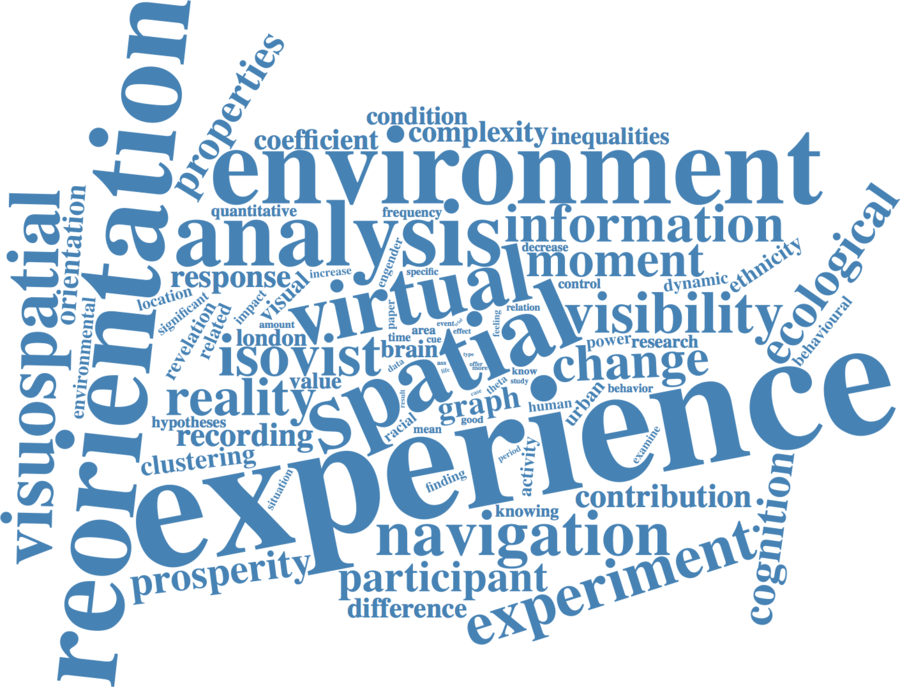 properties
condition
coefficient
complexity
inequalities
environment
reorientation
visuospatial
orientation
environmental
quantitative
frequency
analysis
information
engender
decrease
moment
response
increase
specific
control
dynamic
ethnicity
ecological
location
significant
impact
visual
virtual
revelation
related
amount
london
paper
time
area
event
cue
effect
feeling
relation
visibility
behavioural
isovist
brain
power
research
spatial
change
data
life
type
offer
more
know
study
theta
value
reality
result
graph
human
urban
behavior
hypotheses
recording
racial
mean
good
clustering
experience
situation
finding
period
activity
examine
contribution
knowing
cognition
navigation
prosperity
participant
experiment
difference